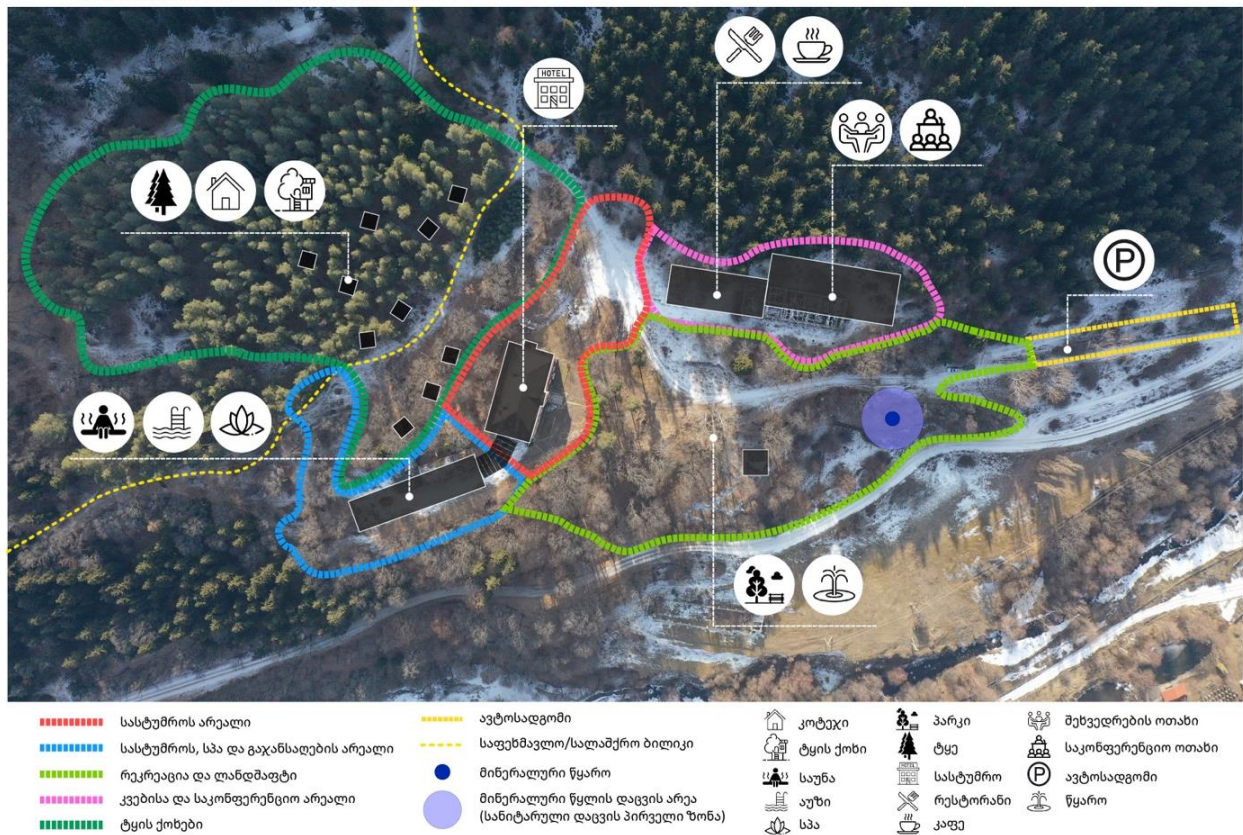 HOTEL
P
სასტუმროს არეალი
სასტუმროს, სპა და გაჯანსაღების არეალი
რეკრეაცია და ლანდშაფტი
კვებისა და საკონფერენციო არეალი
ტყის ქოხები
ავტოსადგომი
საფეხმავლო/სალაშქრო ბილიკი
მინერალური წყარო
მინერალური წყლის დაცვის არეა
(სანიტარული დაცვის პირველი ზონა)
კოტეჯი
ტყის ქოხი
საუნა
აუზი
სპა
პარკი
ტყე
სასტუმრო
რესტორანი
კაფე
შეხვედრების ოთახი
საკონფერენციო ოთახი
P
ავტოსადგომი
წყარო